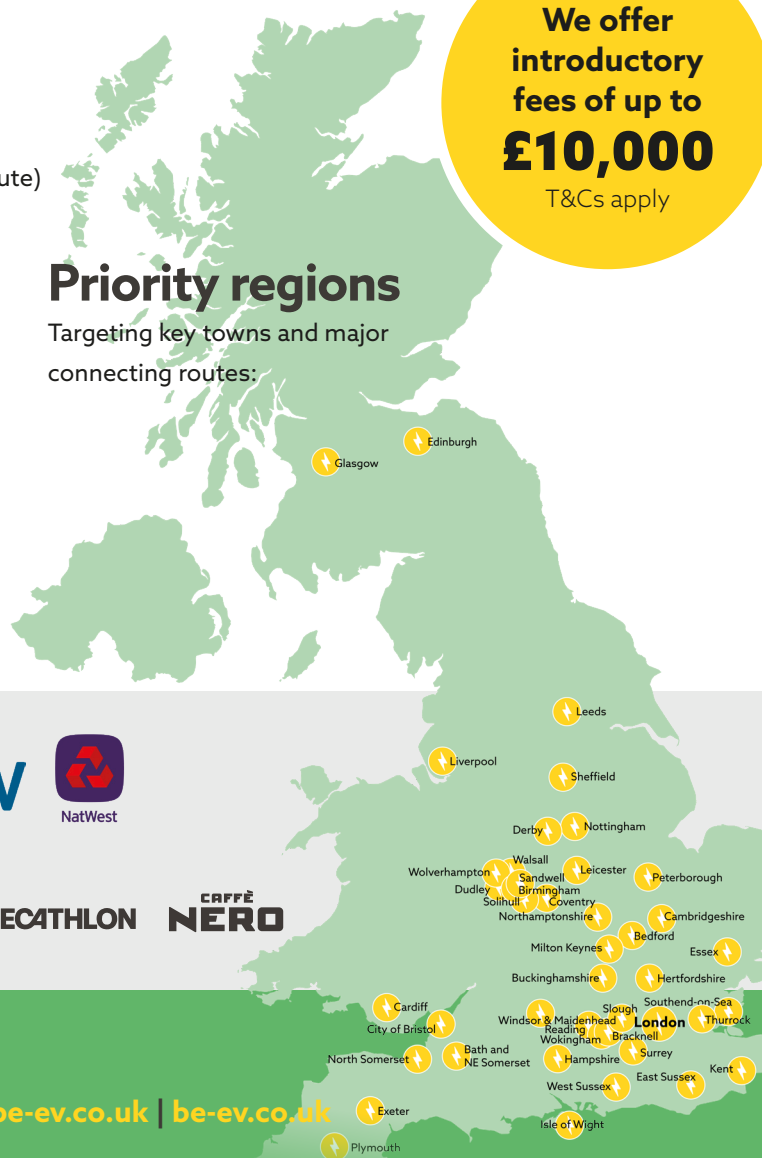 We offer
introductory
fees of up to
£10,000
T&Cs apply
ute)
Priority regions
Targeting key towns and major
connecting routes:
Edinburgh
Glasgow
Leeds
Liverpool
Sheffield
Derby
Nottingham
Walsall
Wolverhampton
Leicester
Sandwell
Peterborough
Dudley
Birmingham
Solihull
Coventry
Northamptonshire
Cambridgeshire
Bedford
Milton Keynes
Essex
Buckinghamshire
Hertfordshire
NatWest
ECATHLON
CAFFÈ
NERO
Cardiff
City of Bristol
Southend-on-Sea
Slough
Windsor & Maidenhead
London
Thurrock
Reading
Bracknell
Wokingham
Bath and
NE Somerset
North Somerset
Hampshire
Surrey
Kent
East Sussex
West Sussex
Exeter
Isle of Wight
Plymouth
be-ev.co.uk | be-ev.co.uk